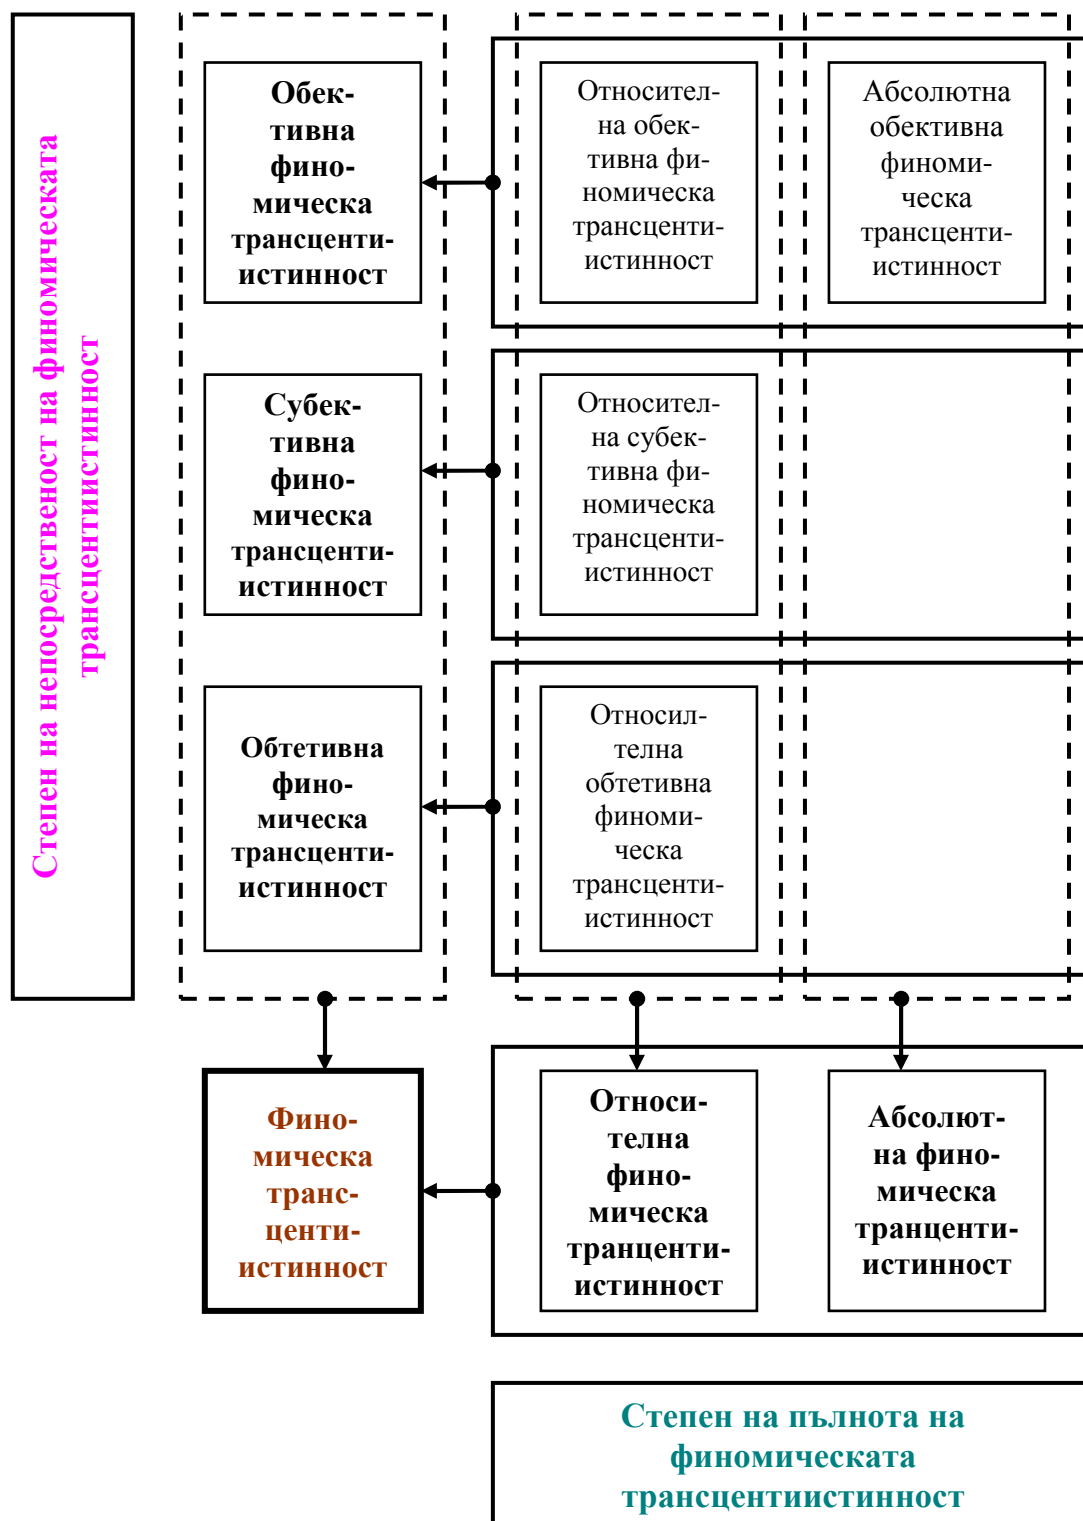 Степен на непосредственост на финомическата
трансцентиистинност
Обек-
тивна
фино-
мическа
трансценти-
истинност
Относител-
на обек-
тивна фи-
номическа
трансценти-
истинност
Абсолютна
обективна
финоми-
ческа
трансценти-
истинност
Субек-
тивна
фино-
мическа
трансценти-
истинност
Относител-
на субек-
тивна фи-
номическа
трансценти-
истинност
Обтетивна
фино-
мическа
трансценти-
истинност
Относил-
телна
обтетивна
финоми-
ческа
трансценти-
истинност
Фино-
мическа
транс-
центи-
истинност
Относи-
телна
фино-
мическа
транценти-
истинност
Абсолют-
на фино-
мическа
транценти-
истинност
Степен на пълнота на
финомическата
трансцентиистинност